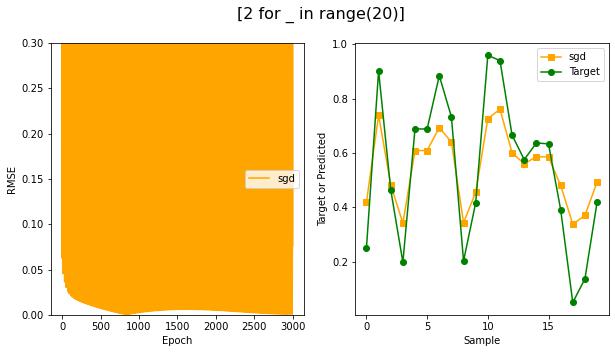 [2 for _ in range(20)]
RMSE
0.30
0.25
0.20
0.15
0.10
0.05
0.00
sgd
0
500
1000
1500
2000
2500
3000
Epoch
Target or Predicted
1.0
0.8
0.6
0.4
0.2
sgd
Target
0
5
10
15
Sample